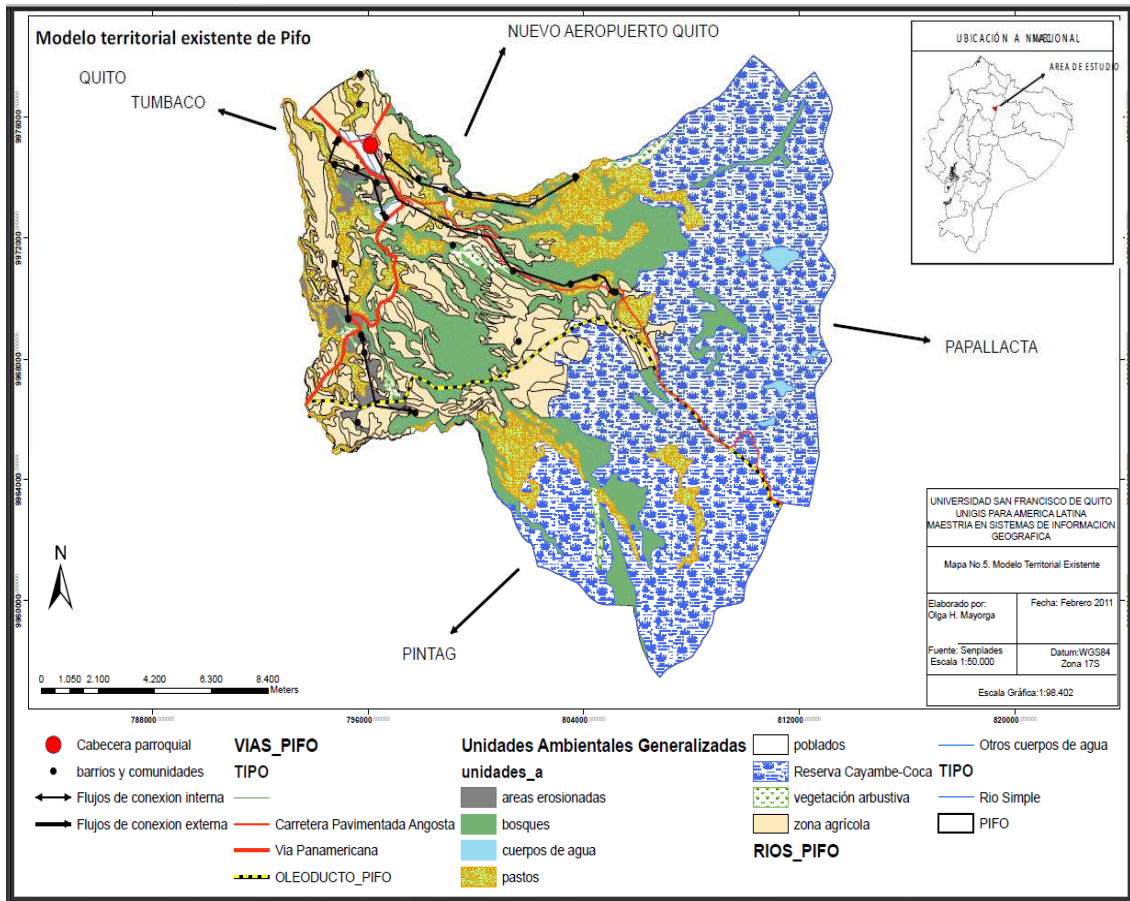 Modelo territorial existente de Pifo
NUEVO AEROPUERTO QUITO
QUITO
TUMBACO
PAPALLACTA
PINTAG
UBICACIÓN A NACIONAL
AREA DE ESTUDIO
9976000
9972000
9968000
9964000
9960000
N
0 1.050 2.100 4.200 6.300 8.400
Meters
788000
796000
804000
812000
820000
UNIVERSIDAD SAN FRANCISCO DE QUITO
UNIGIS PARA AMERICA LATINA
MAESTRIA EN SISTEMAS DE INFORMACION
GEOGRAFICA
Mapa No.5. Modelo Territorial Existente
Elaborado por:
Olga H. Mayorga
Fecha: Febrero 2011
Fuente: Senplades
Escala 1:50.000
Datum:WGS84
Zona 17S
Escala Gráfica:1:98.402
Cabecera parroquial
barrios y comunidades
Flujos de conexion interna
Flujos de conexion externa
VIAS_PIFO
TIPO
Carretera Pavimentada Angosta
Via Panamericana
OLEODUCTO_PIFO
Unidades Ambientales Generalizadas
unidades_a
areas erosionadas
bosques
cuerpos de agua
pastos
poblados
Reserva Cayambe-Coca
vegetación arbustiva
zona agrícola
RIOS_PIFO
Otros cuerpos de agua
TIPO
Rio Simple
PIFO